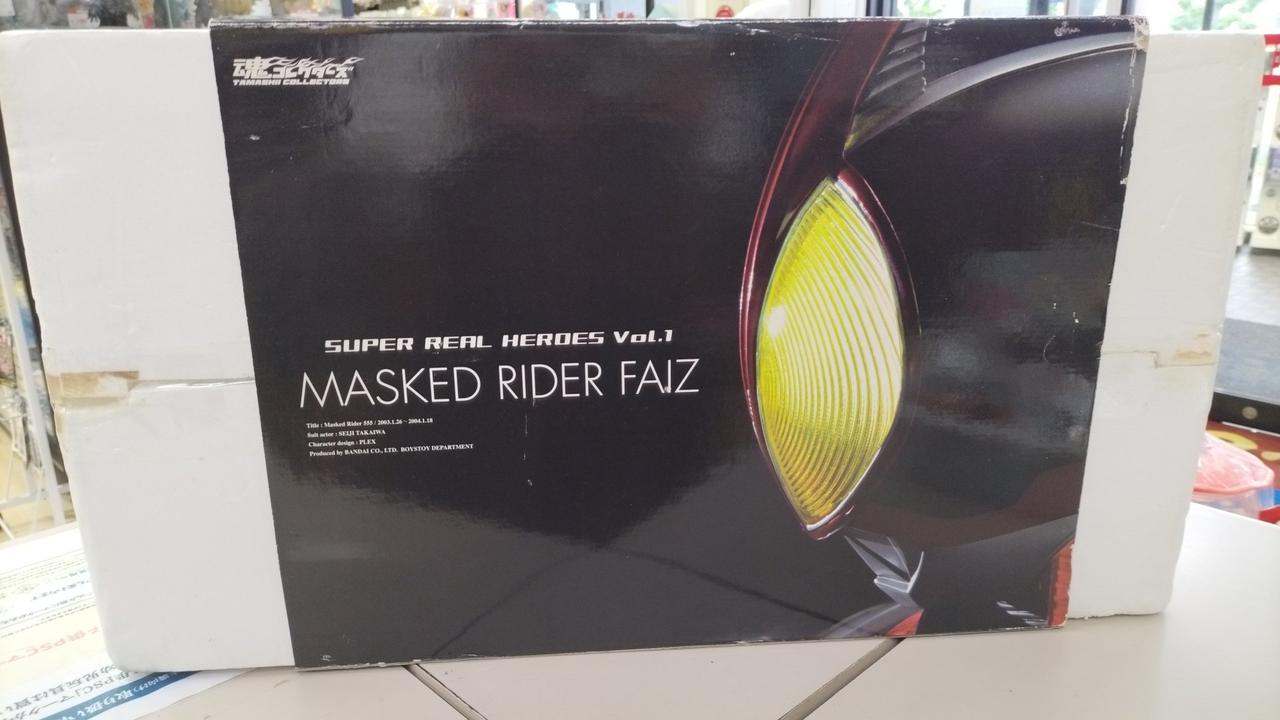 魂コレクターズ
TAMASHII COLLECTORS
SUPER REAL HEROES Vol.1
MASKED RIDER FAIZ
Title : Masked Rider 555 / 2003.1.26 ~ 2004.1.18
Suit actor : SEIJI TAKAIWA
Character design : PLEX
Produced by BANDAI CO., LTD. BOYSTOY DEPARTMENT